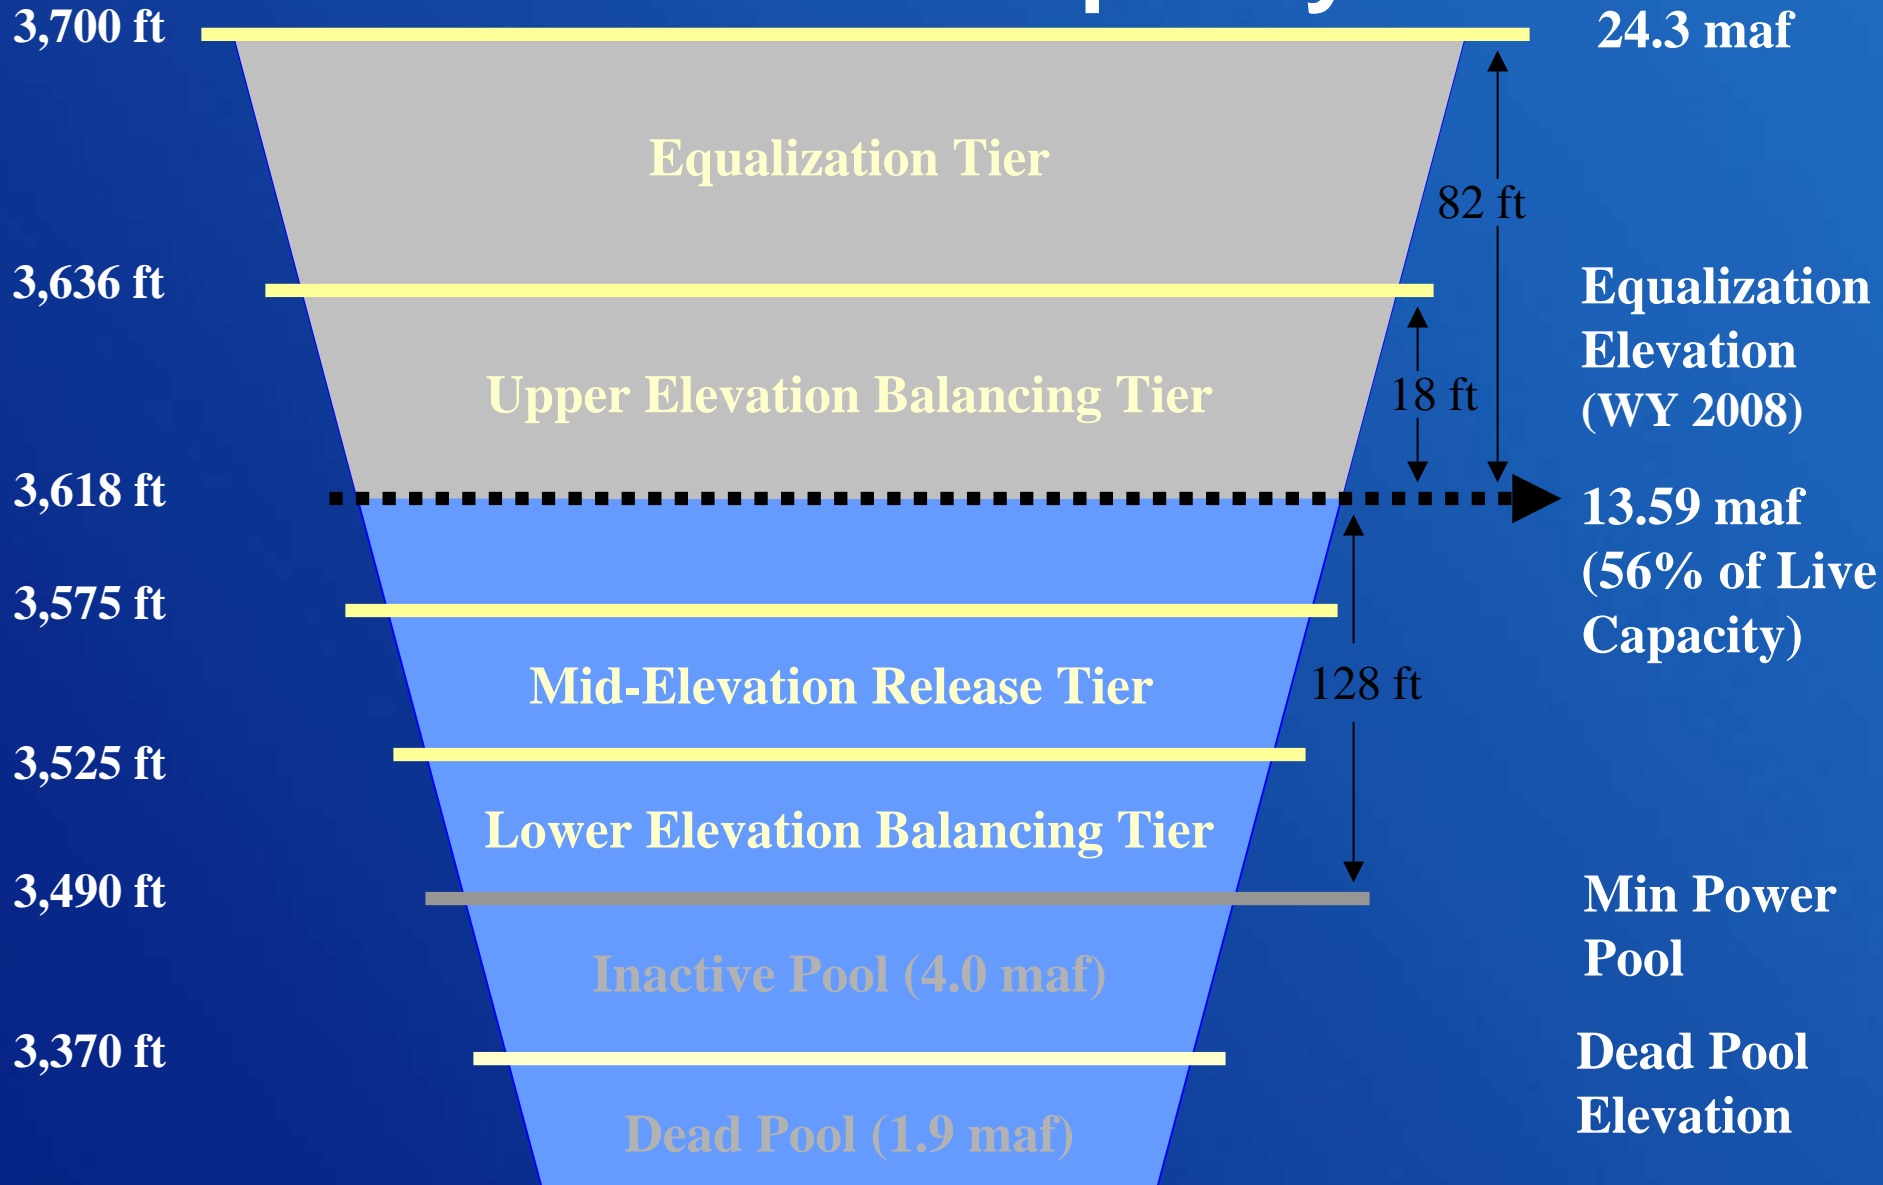 3,700 ft
24.3 maf
Equalization Tier
82 ft
3,636 ft
Equalization
Elevation
(WY 2008)
Upper Elevation Balancing Tier
18 ft
3,618 ft
13.59 maf
(56% of Live
Capacity)
3,575 ft
Mid-Elevation Release Tier
128 ft
3,525 ft
Lower Elevation Balancing Tier
3,490 ft
Min Power
Pool
Inactive Pool (4.0 maf)
3,370 ft
Dead Pool
Elevation
Dead Pool (1.9 maf)